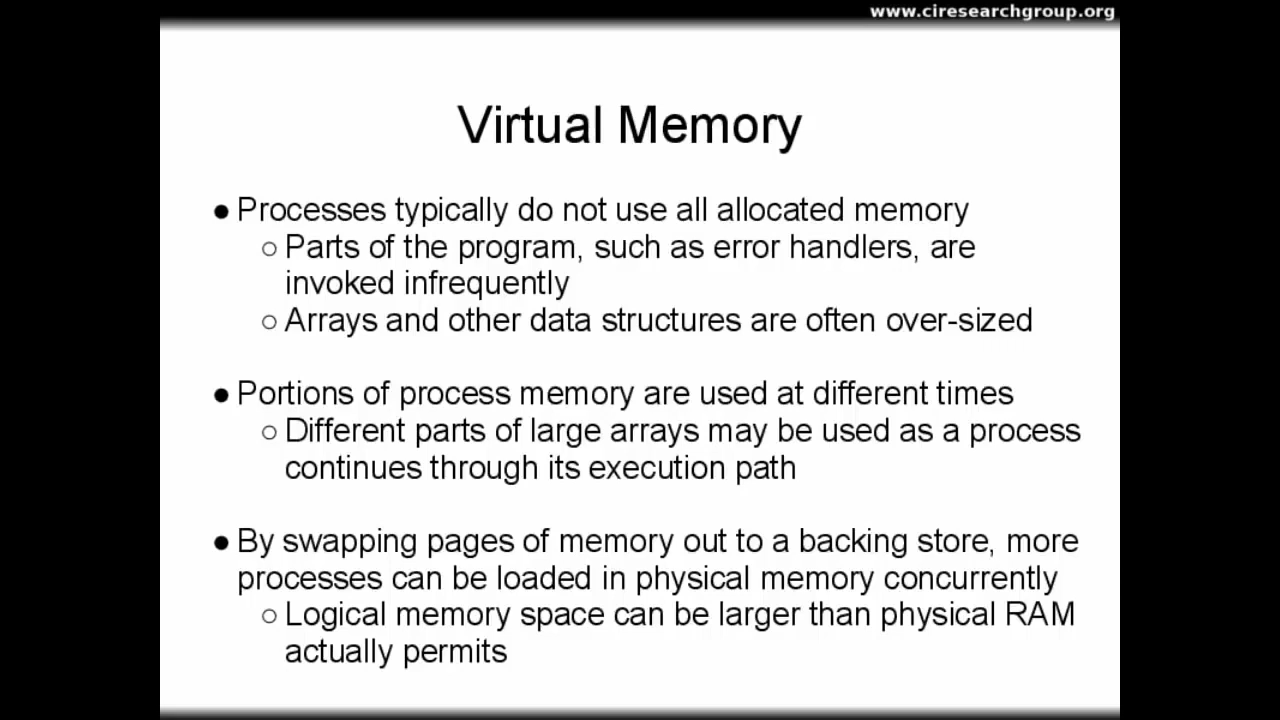 www.ciresearchgroup.org
Virtual Memory
● Processes typically do not use all allocated memory
○ Parts of the program, such as error handlers, are
invoked infrequently
○ Arrays and other data structures are often over-sized
● Portions of process memory are used at different times
○ Different parts of large arrays may be used as a process
continues through its execution path
● By swapping pages of memory out to a backing store, more
processes can be loaded in physical memory concurrently
○ Logical memory space can be larger than physical RAM
actually permits